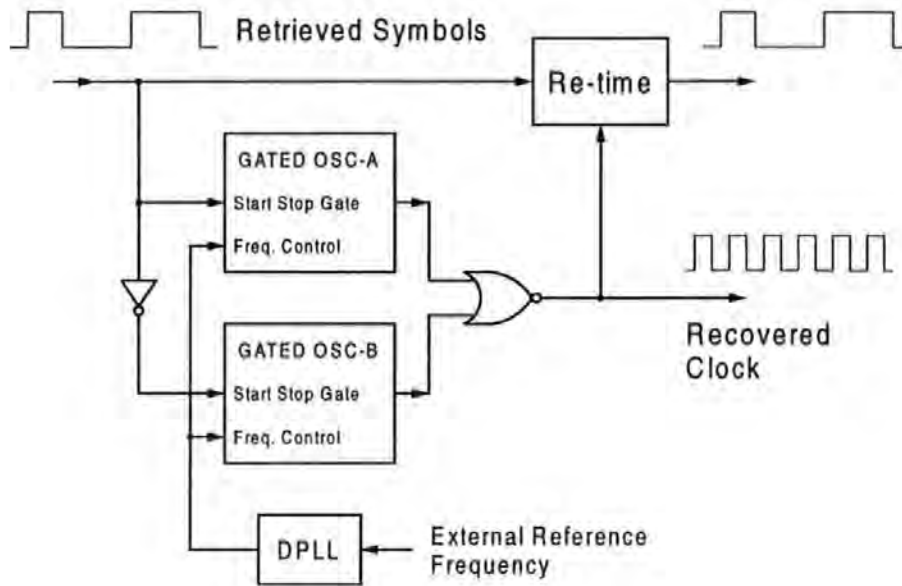 Retrieved Symbols
Re-time
GATED OSC-A
Start Stop Gate
Freq. Control
GATED OSC-B
Start Stop Gate
Freq. Control
Recovered
Clock
DPLL
External Reference
Frequency